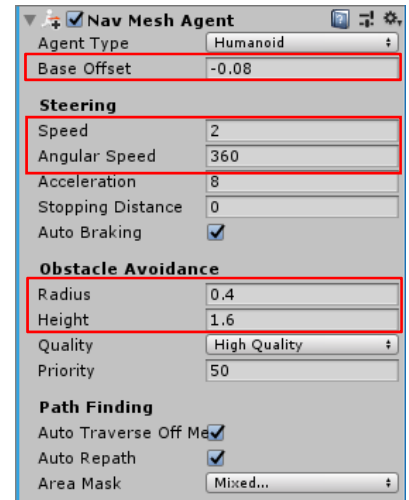 Nav Mesh Agent
Agent Type Humanoid
Base Offset -0.08
Steering
Speed 2
Angular Speed 360
Acceleration 8
Stopping Distance 0
Auto Braking
Obstacle Avoidance
Radius 0.4
Height 1.6
Quality High Quality
Priority 50
Path Finding
Auto Traverse Off Me
Auto Repath
Area Mask Mixed...